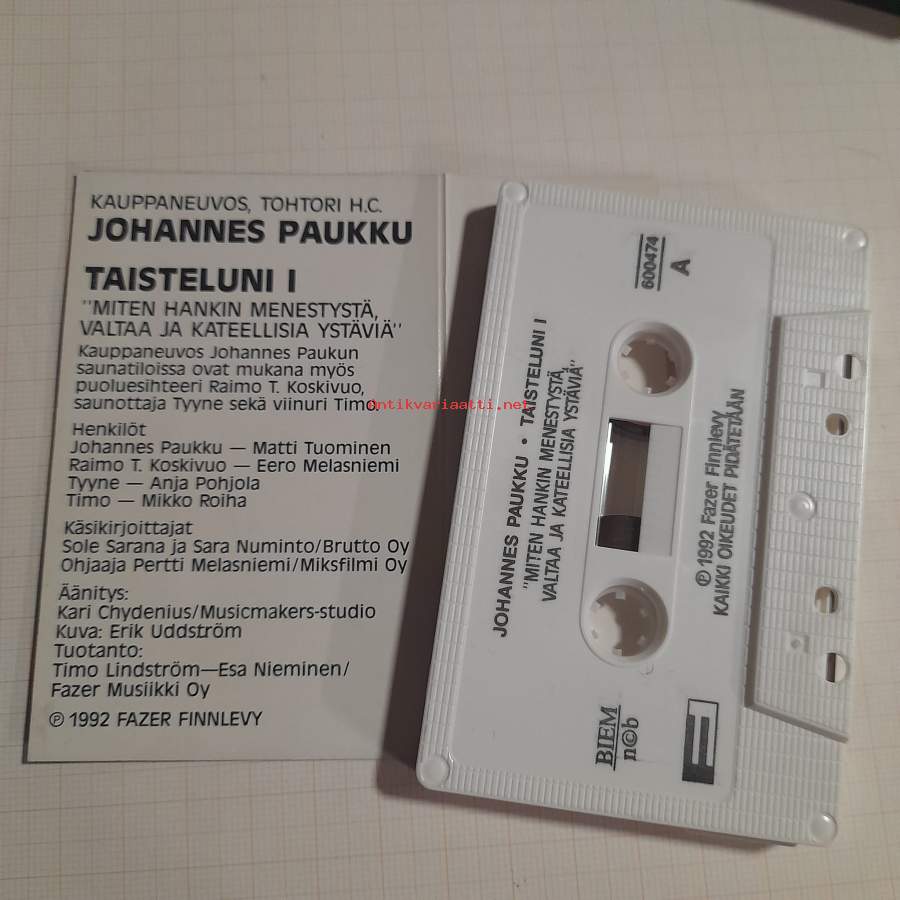 KAUPPANEUVOS, TOHTORI H.C.
JOHANNES PAUKKU
TAISTELUNI I
"MITEN HANKIN MENESTYSTÄ,
VALTAA JA KATEELLISIA YSTÄVIÄ"
Kauppaneuvos Johannes Paukun
saunatiloissa ovat mukana myös
puoluesihteeri Raimo T. Koskivuo,
saunottaja Tyyne sekä viinuri Timo.
Henkilöt
Johannes Paukku — Matti Tuominen
Raimo T. Koskivuo — Eero Melasniemi
Tyyne — Anja Pohjola
Timo — Mikko Roiha
Käsikirjoittajat
Sole Sarana ja Sara Numinto/Brutto Oy
Ohjaaja Pertti Melasniemi/Miksfilmi Oy
Äänitys:
Kari Chydenius/Musicmakers-studio
Kuva: Erik Uddström
Tuotanto:
Timo Lindström—Esa Nieminen/
Fazer Musiikki Oy
℗ 1992 FAZER FINNLEVY
antikvariaatti.net
600474
A
JOHANNES PAUKKU • TAISTELUNI I
"MITEN HANKIN MENESTYSTÄ,
VALTAA JA KATEELLISIA YSTÄVIÄ"
℗ 1992 Fazer Finnlevy
KAIKKI OIKEUDET PIDÄTETÄÄN
BIEM
n©b